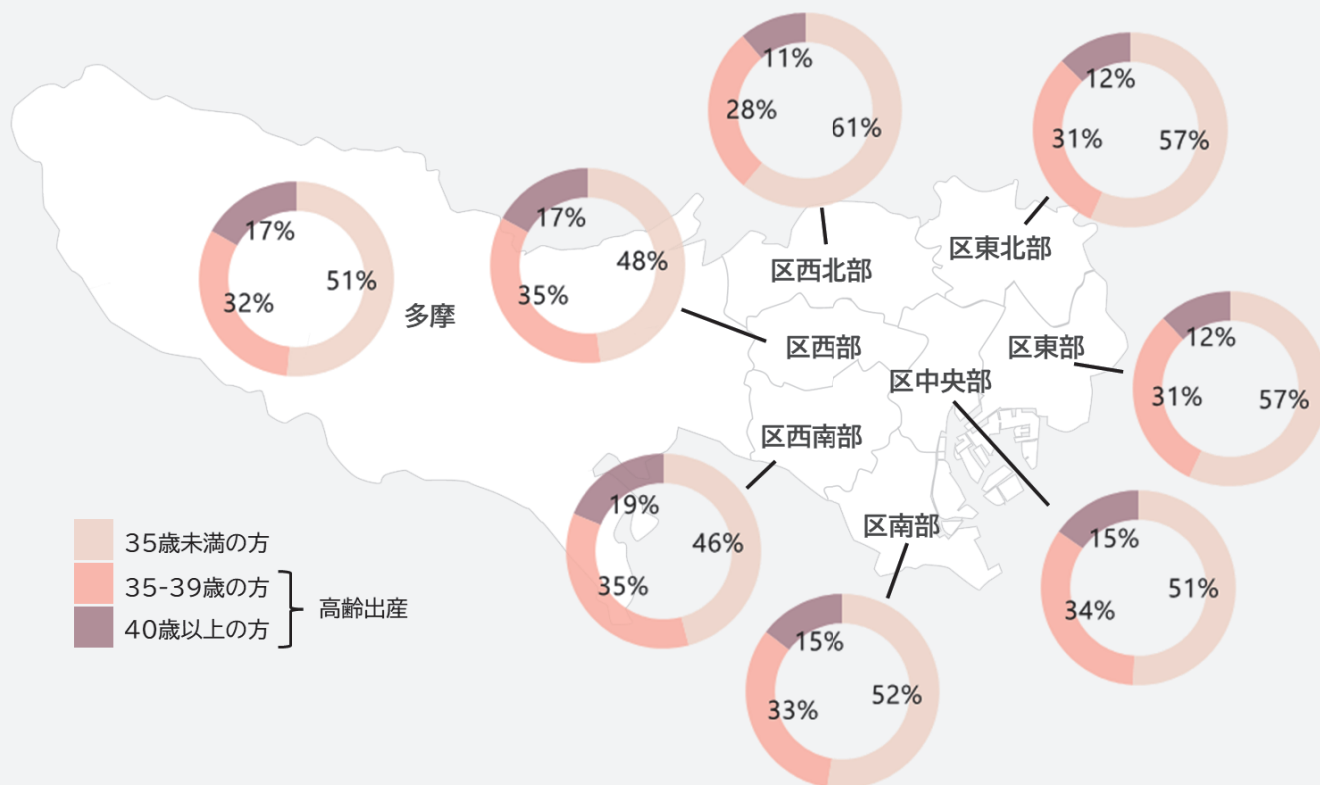 11%
28%
61%
区西北部
12%
31%
57%
区東北部
17%
32%
51%
多摩
17%
35%
48%
区西部
12%
31%
57%
区東部
区中央部
15%
34%
51%
区西南部
19%
35%
46%
区南部
15%
33%
52%
35歳未満の方
35-39歳の方
40歳以上の方
高齢出産